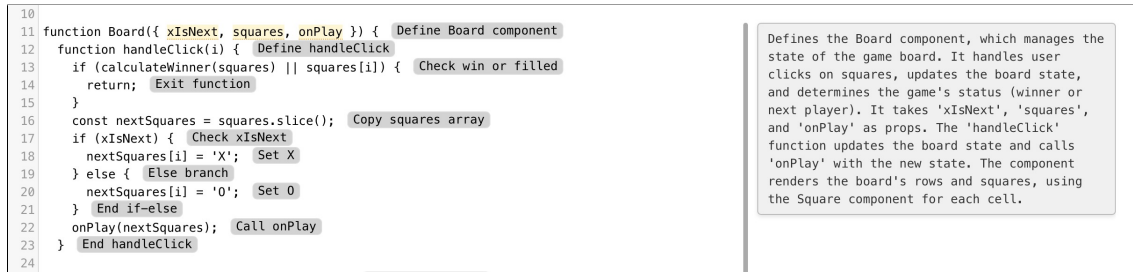 10
11 function Board({ xIsNext, squares, onPlay }) { Define Board component
12 function handleClick(i) { Define handleClick
13 if (calculateWinner(squares) || squares[i]) { Check win or filled
14 return; Exit function
15 }
16 const nextSquares = squares.slice(); Copy squares array
17 if (xIsNext) { Check xIsNext
18 nextSquares[i] = 'X'; Set X
19 } else { Else branch
20 nextSquares[i] = 'O'; Set O
21 } End if-else
22 onPlay(nextSquares); Call onPlay
23 } End handleClick
24
Defines the Board component, which manages the
state of the game board. It handles user
clicks on squares, updates the board state,
and determines the game's status (winner or
next player). It takes 'xIsNext', 'squares',
and 'onPlay' as props. The 'handleClick'
function updates the board state and calls
'onPlay' with the new state. The component
renders the board's rows and squares, using
the Square component for each cell.